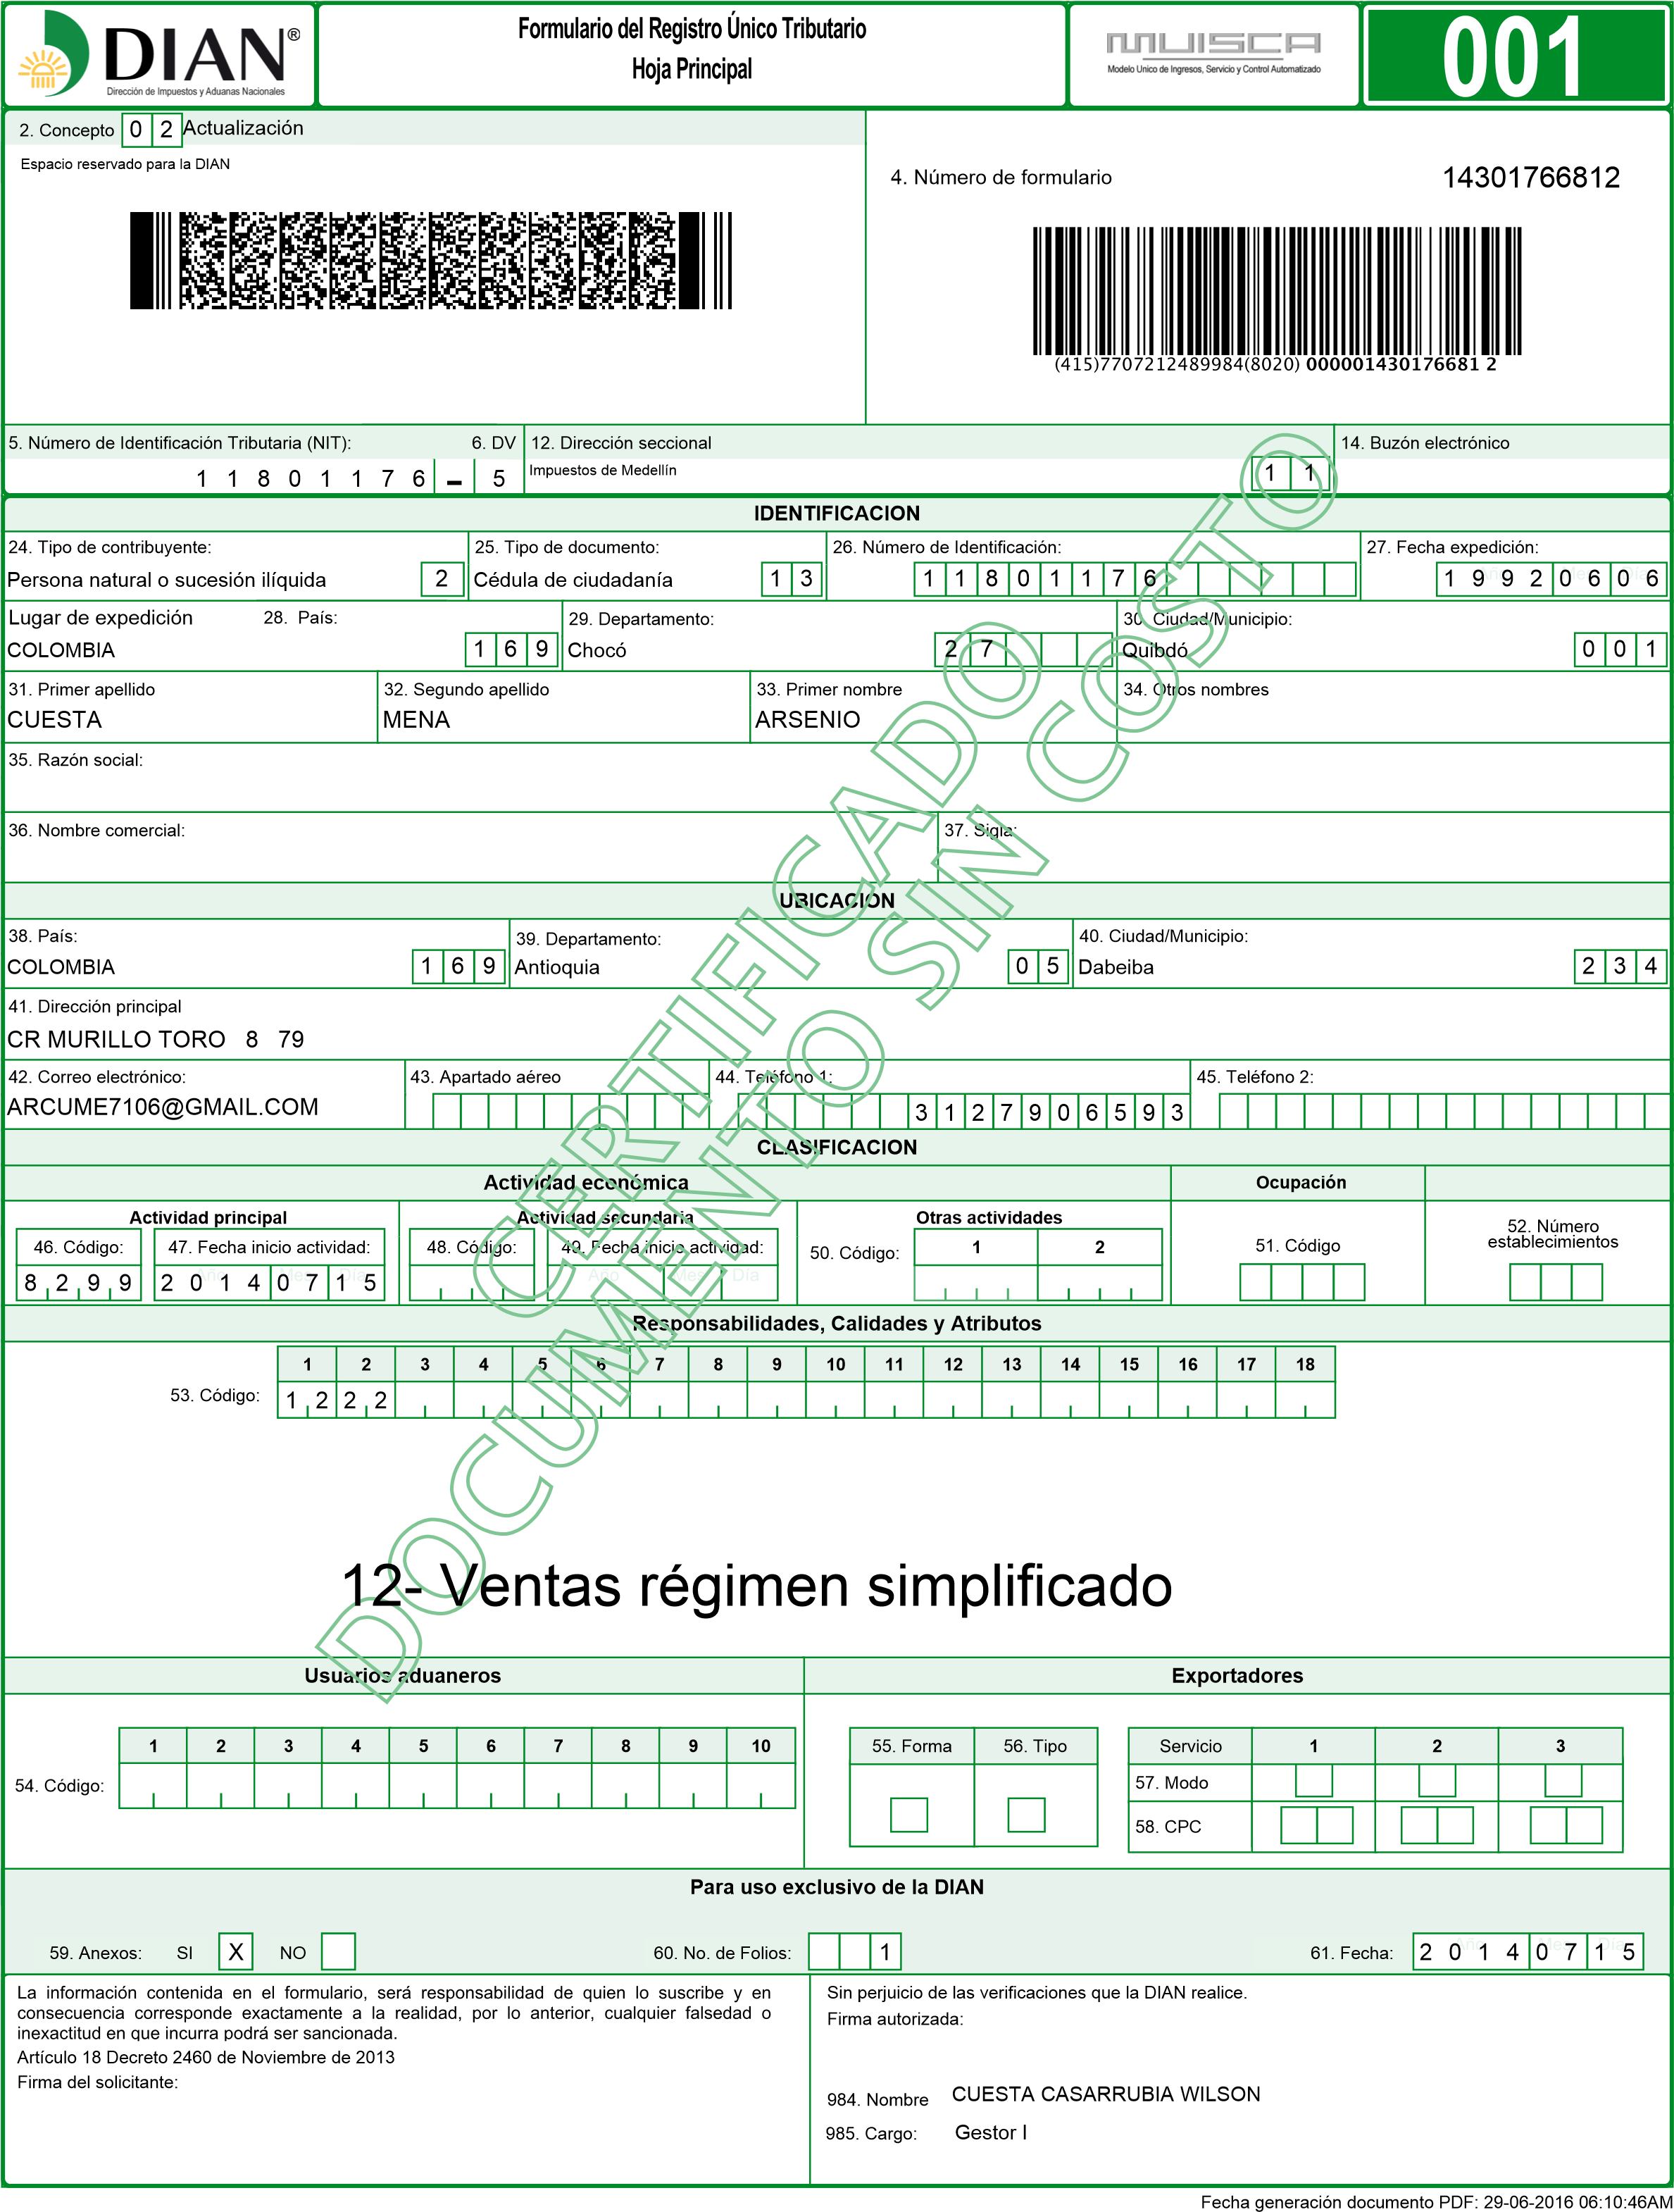 DIAN®
Dirección de Impuestos y Aduanas Nacionales
Formulario del Registro Único Tributario
Hoja Principal
MUISCA
Modelo Unico de Ingresos, Servicio y Control Automatizado
001
2. Concepto 0 2 Actualización
Espacio reservado para la DIAN
4. Número de formulario 14301766812
(415)7707212489984(8020) 000001430176681 2
5. Número de Identificación Tributaria (NIT): 6. DV 12. Dirección seccional 14. Buzón electrónico
1 1 8 0 1 1 7 6 - 5 Impuestos de Medellín 1 1
IDENTIFICACION
24. Tipo de contribuyente: 25. Tipo de documento: 26. Número de Identificación: 27. Fecha expedición:
Persona natural o sucesión ilíquida 2 Cédula de ciudadanía 1 3 1 1 8 0 1 1 7 6 1 9 9 2 0 6 0 6
Lugar de expedición 28. País: 29. Departamento: 30. Ciudad/Municipio:
COLOMBIA 1 6 9 Chocó 2 7 Quibdó 0 0 1
31. Primer apellido 32. Segundo apellido 33. Primer nombre 34. Otros nombres
CUESTA MENA ARSENIO
35. Razón social:
36. Nombre comercial: 37. Sigla:
UBICACION
38. País: 39. Departamento: 40. Ciudad/Municipio:
COLOMBIA 1 6 9 Antioquia 0 5 Dabeiba 2 3 4
41. Dirección principal
CR MURILLO TORO 8 79
42. Correo electrónico: 43. Apartado aéreo 44. Teléfono 1: 45. Teléfono 2:
ARCUME7106@GMAIL.COM 3 1 2 7 9 0 6 5 9 3
CLASIFICACION
Actividad económica Ocupación
Actividad principal Actividad secundaria Otras actividades 52. Número
establecimientos
46. Código: 47. Fecha inicio actividad: 48. Código: 49. Fecha inicio actividad: 50. Código: 1 2 51. Código
8 2 9 9 2 0 1 4 0 7 1 5 Año Mes Día
Responsabilidades, Calidades y Atributos
1 2 3 4 5 6 7 8 9 10 11 12 13 14 15 16 17 18
53. Código: 1 2 2 2
12- Ventas régimen simplificado
CERTIFICADO
DOCUMENTO SIN COSTO
Usuarios aduaneros Exportadores
1 2 3 4 5 6 7 8 9 10 55. Forma 56. Tipo Servicio 1 2 3
54. Código: 57. Modo
58. CPC
Para uso exclusivo de la DIAN
59. Anexos: SI X NO 60. No. de Folios: 1 61. Fecha: 2 0 1 4 0 7 1 5
La información contenida en el formulario, será responsabilidad de quien lo suscribe y en
consecuencia corresponde exactamente a la realidad, por lo anterior, cualquier falsedad o
inexactitud en que incurra podrá ser sancionada.
Artículo 18 Decreto 2460 de Noviembre de 2013
Firma del solicitante:
Sin perjuicio de las verificaciones que la DIAN realice.
Firma autorizada:
984. Nombre CUESTA CASARRUBIA WILSON
985. Cargo: Gestor I
Fecha generación documento PDF: 29-06-2016 06:10:46AM